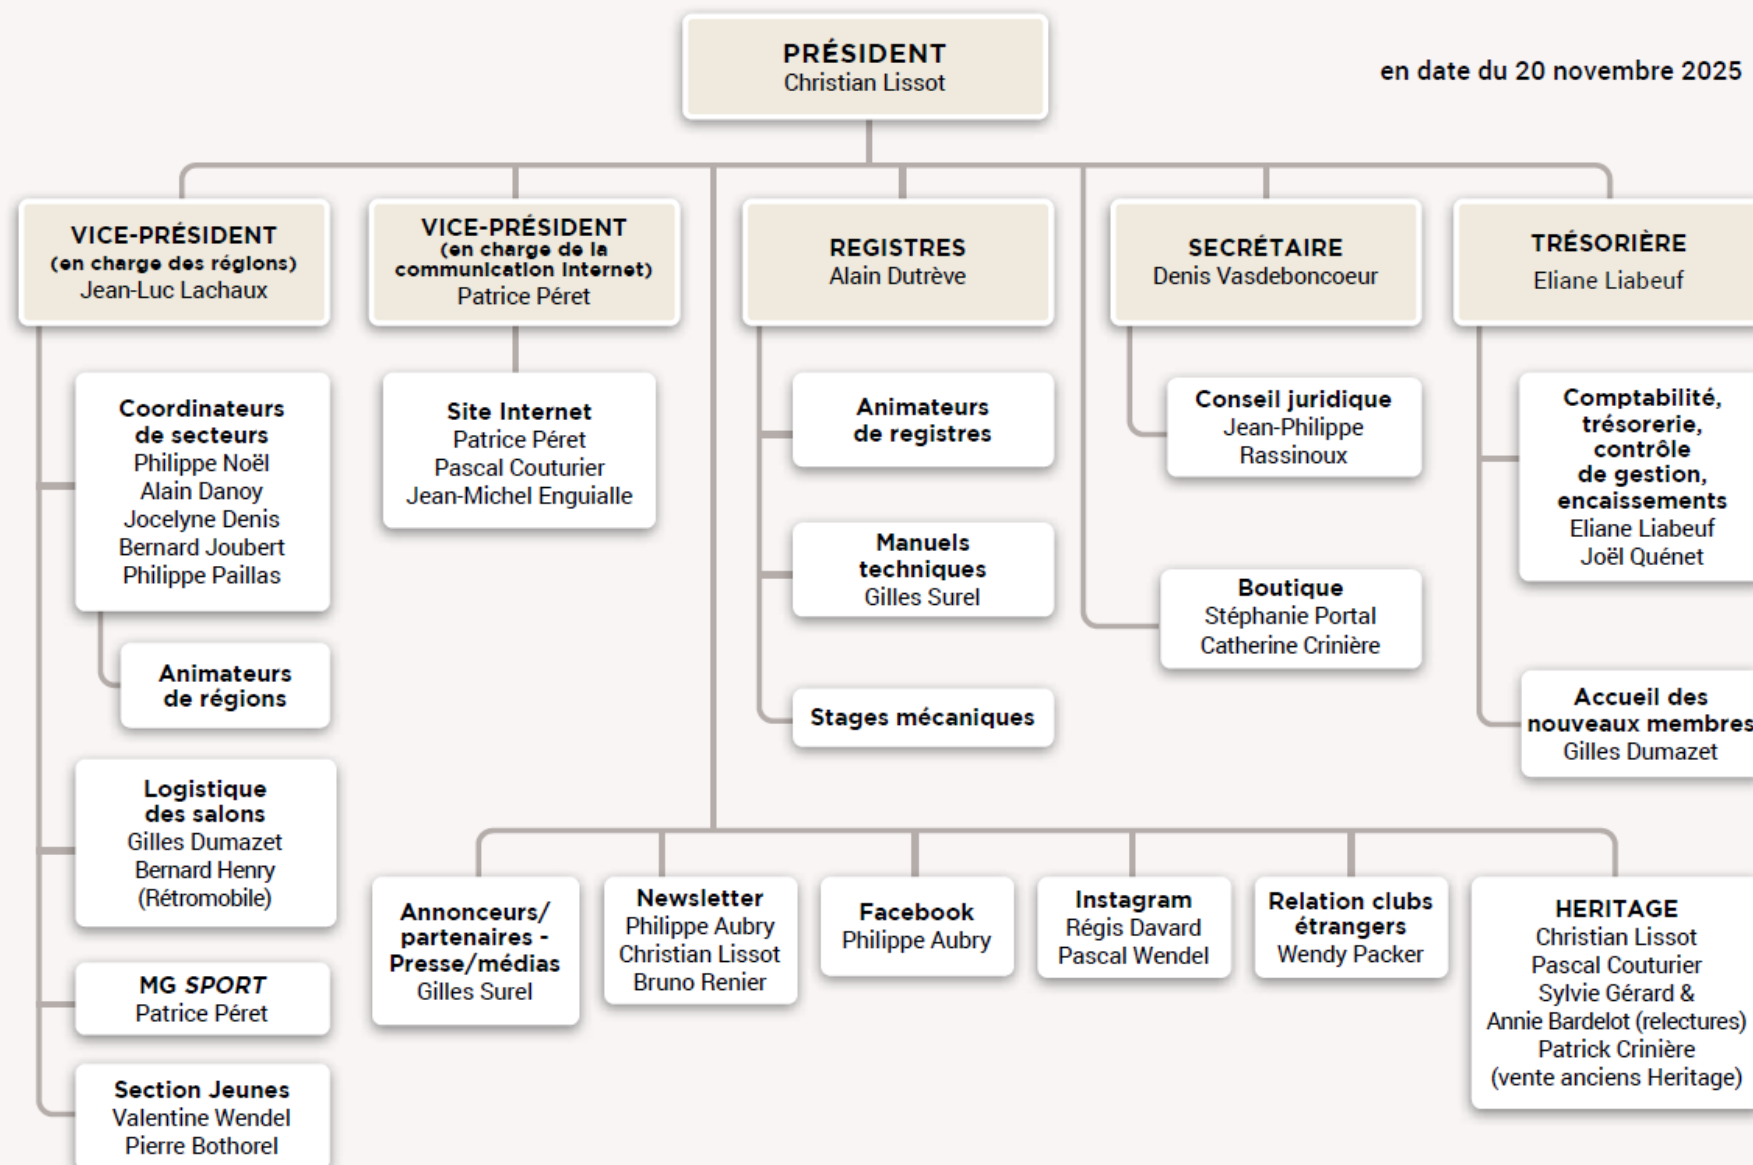 PRÉSIDENT
Christian Lissot
en date du 20 novembre 2025
VICE-PRÉSIDENT
(en charge des régions)
Jean-Luc Lachaux
VICE-PRÉSIDENT
(en charge de la
communication Internet)
Patrice Péret
REGISTRES
Alain Dutrève
SECRÉTAIRE
Denis Vasdeboncoeur
TRÉSORIÈRE
Eliane Liabeuf
Coordinateurs
de secteurs
Philippe Noël
Alain Danoy
Jocelyne Denis
Bernard Joubert
Philippe Paillas
Animateurs
de régions
Logistique
des salons
Gilles Dumazet
Bernard Henry
(Rétromobile)
MG SPORT
Patrice Péret
Section Jeunes
Valentine Wendel
Pierre Bothorel
Site Internet
Patrice Péret
Pascal Couturier
Jean-Michel Enguialle
Animateurs
de registres
Manuels
techniques
Gilles Surel
Stages mécaniques
Conseil juridique
Jean-Philippe
Rassinoux
Boutique
Stéphanie Portal
Catherine Crinière
Comptabilité,
trésorerie,
contrôle
de gestion,
encaissements
Eliane Liabeuf
Joël Quénet
Accueil des
nouveaux membres
Gilles Dumazet
Annonceurs/
partenaires -
Presse/médias
Gilles Surel
Newsletter
Philippe Aubry
Christian Lissot
Bruno Renier
Facebook
Philippe Aubry
Instagram
Régis Davard
Pascal Wendel
Relation clubs
étrangers
Wendy Packer
HERITAGE
Christian Lissot
Pascal Couturier
Sylvie Gérard &
Annie Bardelot (relectures)
Patrick Crinière
(vente anciens Heritage)